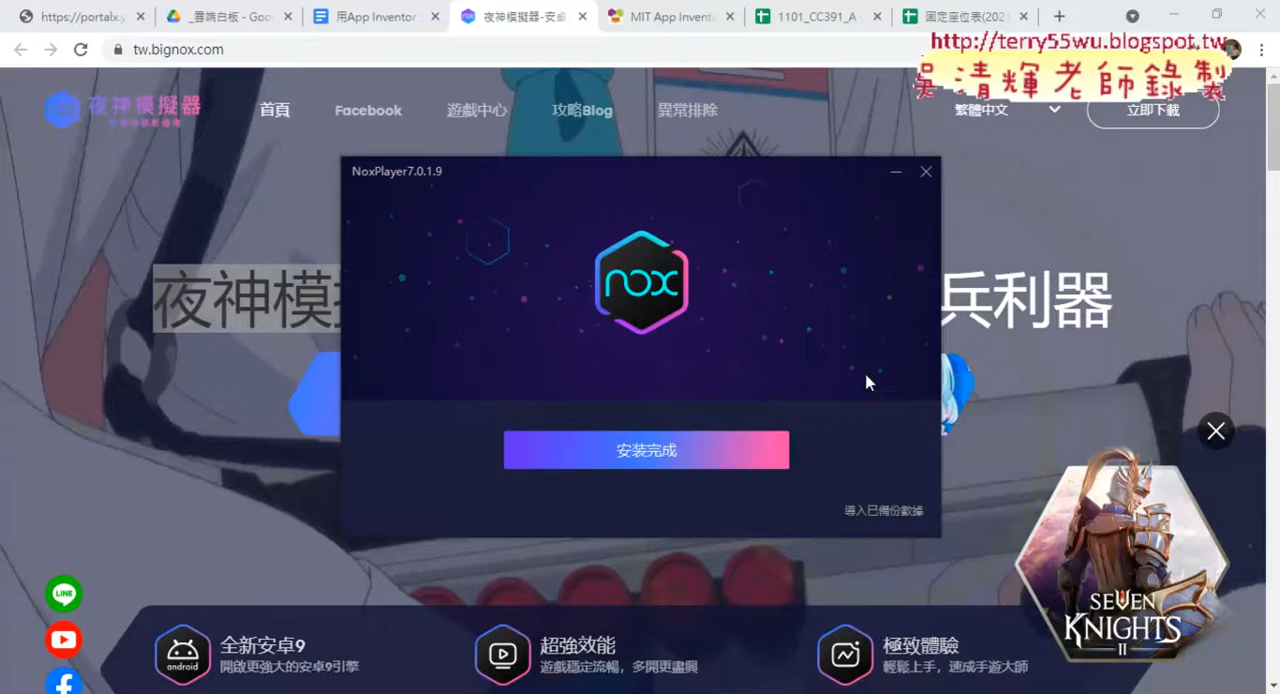 https://portalx.y
_雲端白板 - Goo
用App Inventor
夜神模擬器-安卓
MIT App Invento
1101_CC391_A -
固定座位表(202
tw.bignox.com
http://terry55wu.blogspot.tw
吳清輝老師錄製
夜神模擬器
首頁
Facebook
遊戲中心
攻略Blog
異常排除
繁體中文
立即下載
NoxPlayer7.0.1.9
nox
夜神模
兵利器
安装完成
導入已備份數據
LINE
SEVEN
KNIGHTS
II
android
全新安卓9
開啟更強大的安卓9引擎
超強效能
遊戲穩定流暢，多開更盡興
極致體驗
輕鬆上手，速成手遊大師